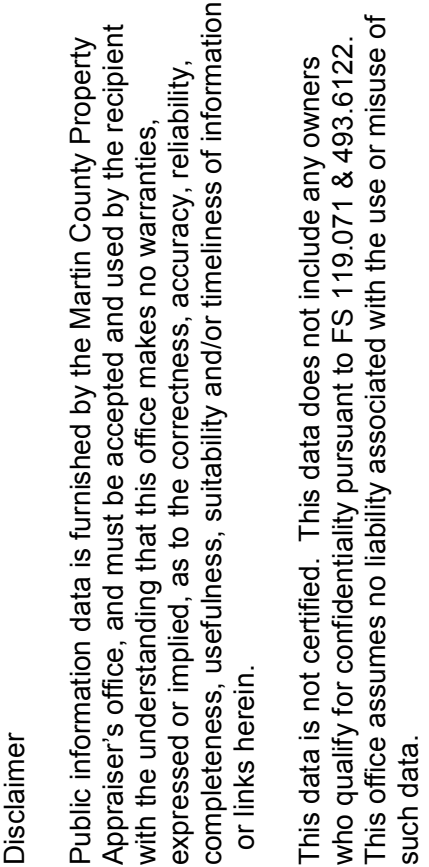 Disclaimer
Public information data is furnished by the Martin County Property
Appraiser's office, and must be accepted and used by the recipient
with the understanding that this office makes no warranties,
expressed or implied, as to the correctness, accuracy, reliability,
completeness, usefulness, suitability and/or timeliness of information
or links herein.
This data is not certified.  This data does not include any owners
who qualify for confidentiality pursuant to FS 119.071 & 493.6122.
This office assumes no liability associated with the use or misuse of
such data.